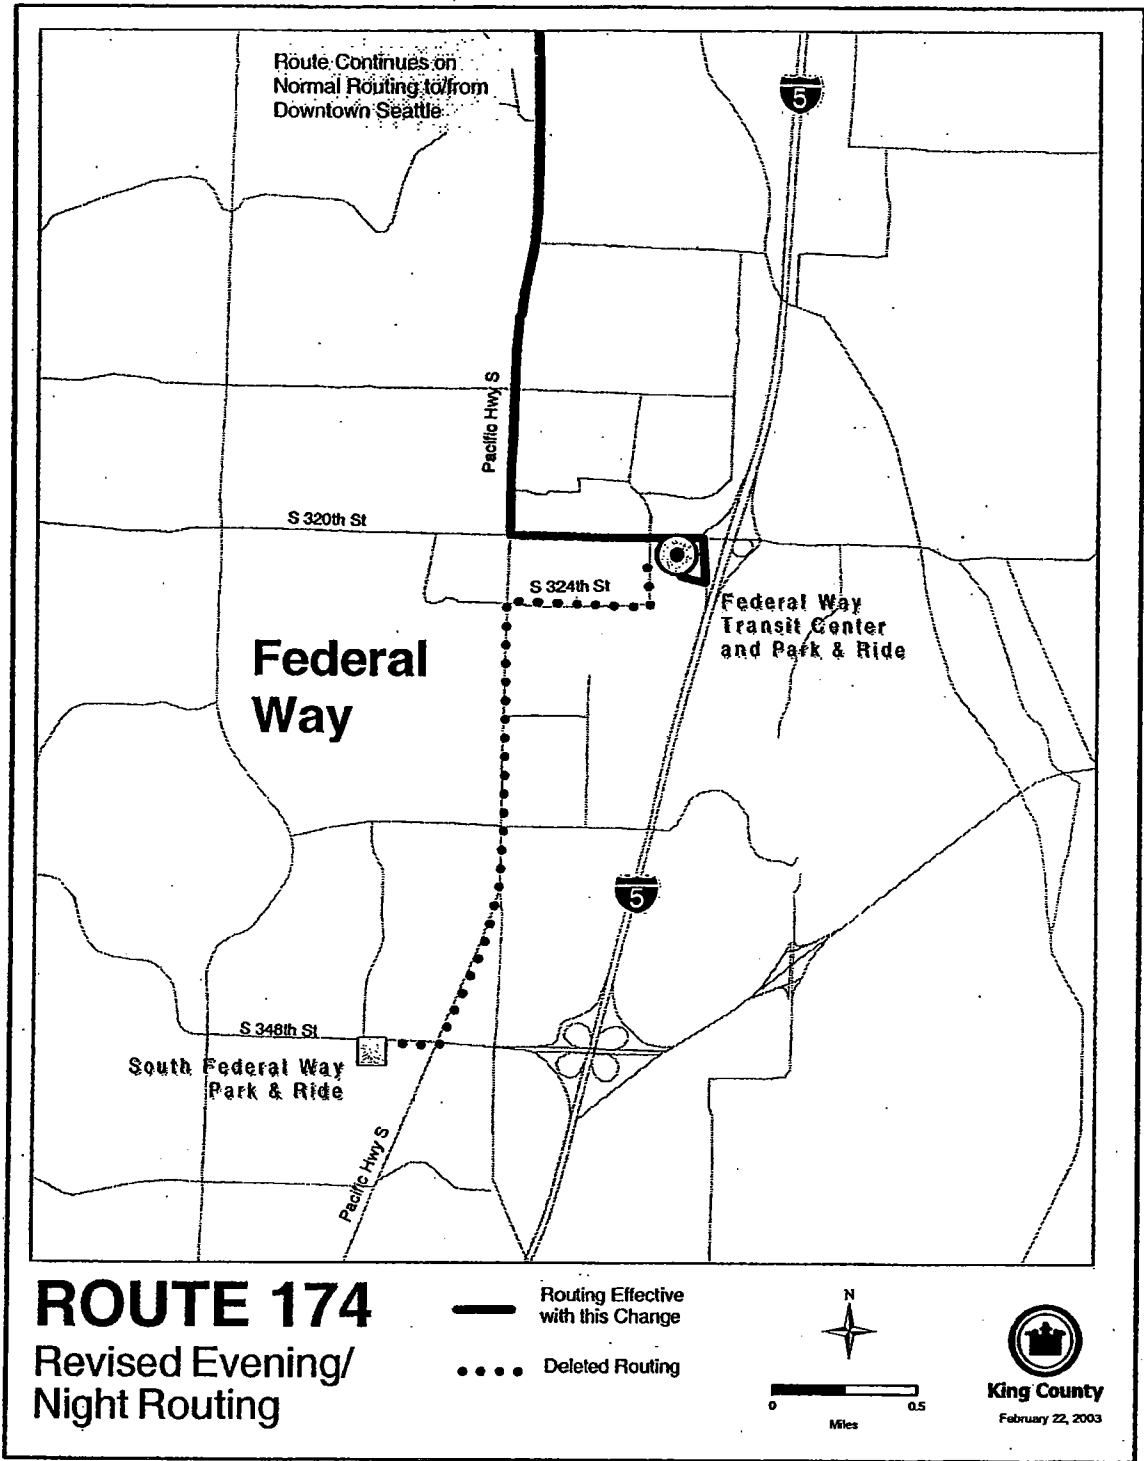 Route Continues on
Normal Routing to/from
Downtown Seattle
5
Pacific Hwy S
S 320th St
S 324th St
Federal Way
Transit Center
and Park & Ride
Federal
Way
5
S 348th St
South Federal Way
Park & Ride
Pacific Hwy S
ROUTE 174
Revised Evening/
Night Routing
Routing Effective
with this Change
Deleted Routing
N
0
0.5
Miles
King County
February 22, 2003